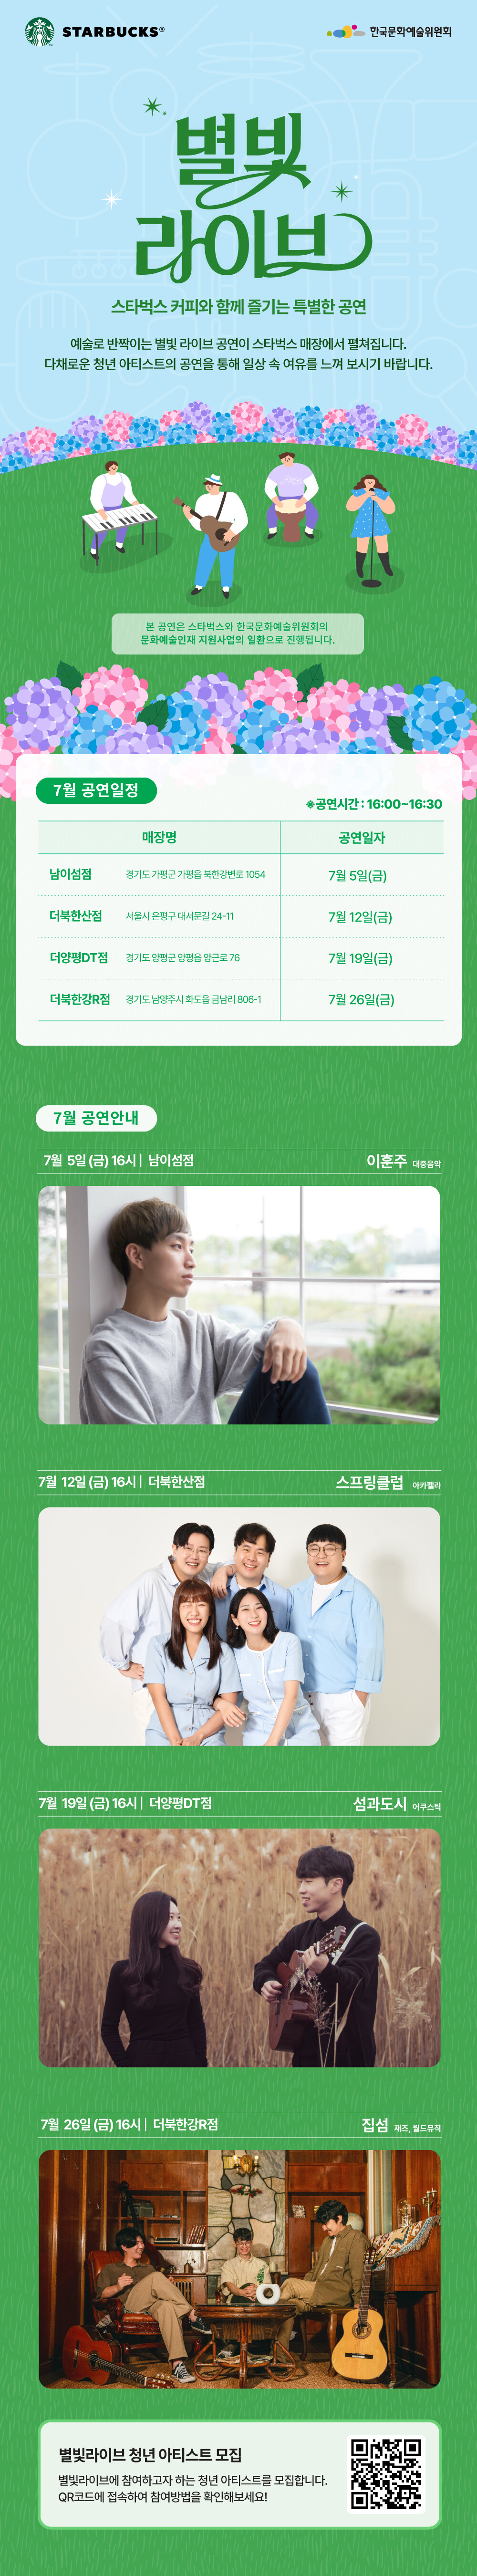 STARBUCKS®
한국문화예술위원회
별빛
라이브
스타벅스 커피와 함께 즐기는 특별한 공연
예술로 반짝이는 별빛 라이브 공연이 스타벅스 매장에서 펼쳐집니다.
다채로운 청년 아티스트의 공연을 통해 일상 속 여유를 느껴 보시기 바랍니다.
본 공연은 스타벅스와 한국문화예술위원회의
문화예술인재 지원사업의 일환으로 진행됩니다.
7월 공연일정
※공연시간 : 16:00~16:30
매장명 공연일자
남이섬점 경기도 가평군 가평읍 북한강변로 1054 7월 5일(금)
더북한산점 서울시 은평구 대서문길 24-11 7월 12일(금)
더양평DT점 경기도 양평군 양평읍 양근로 76 7월 19일(금)
더북한강R점 경기도 남양주시 화도읍 금남리 806-1 7월 26일(금)
7월 공연안내
7월 5일 (금) 16시 | 남이섬점 이훈주 대중음악
7월 12일 (금) 16시 | 더북한산점 스프링클럽 아카펠라
7월 19일 (금) 16시 | 더양평DT점 섬과도시 어쿠스틱
7월 26일 (금) 16시 | 더북한강R점 집섬 재즈, 월드뮤직
별빛라이브 청년 아티스트 모집
별빛라이브에 참여하고자 하는 청년 아티스트를 모집합니다.
QR코드에 접속하여 참여방법을 확인해보세요!